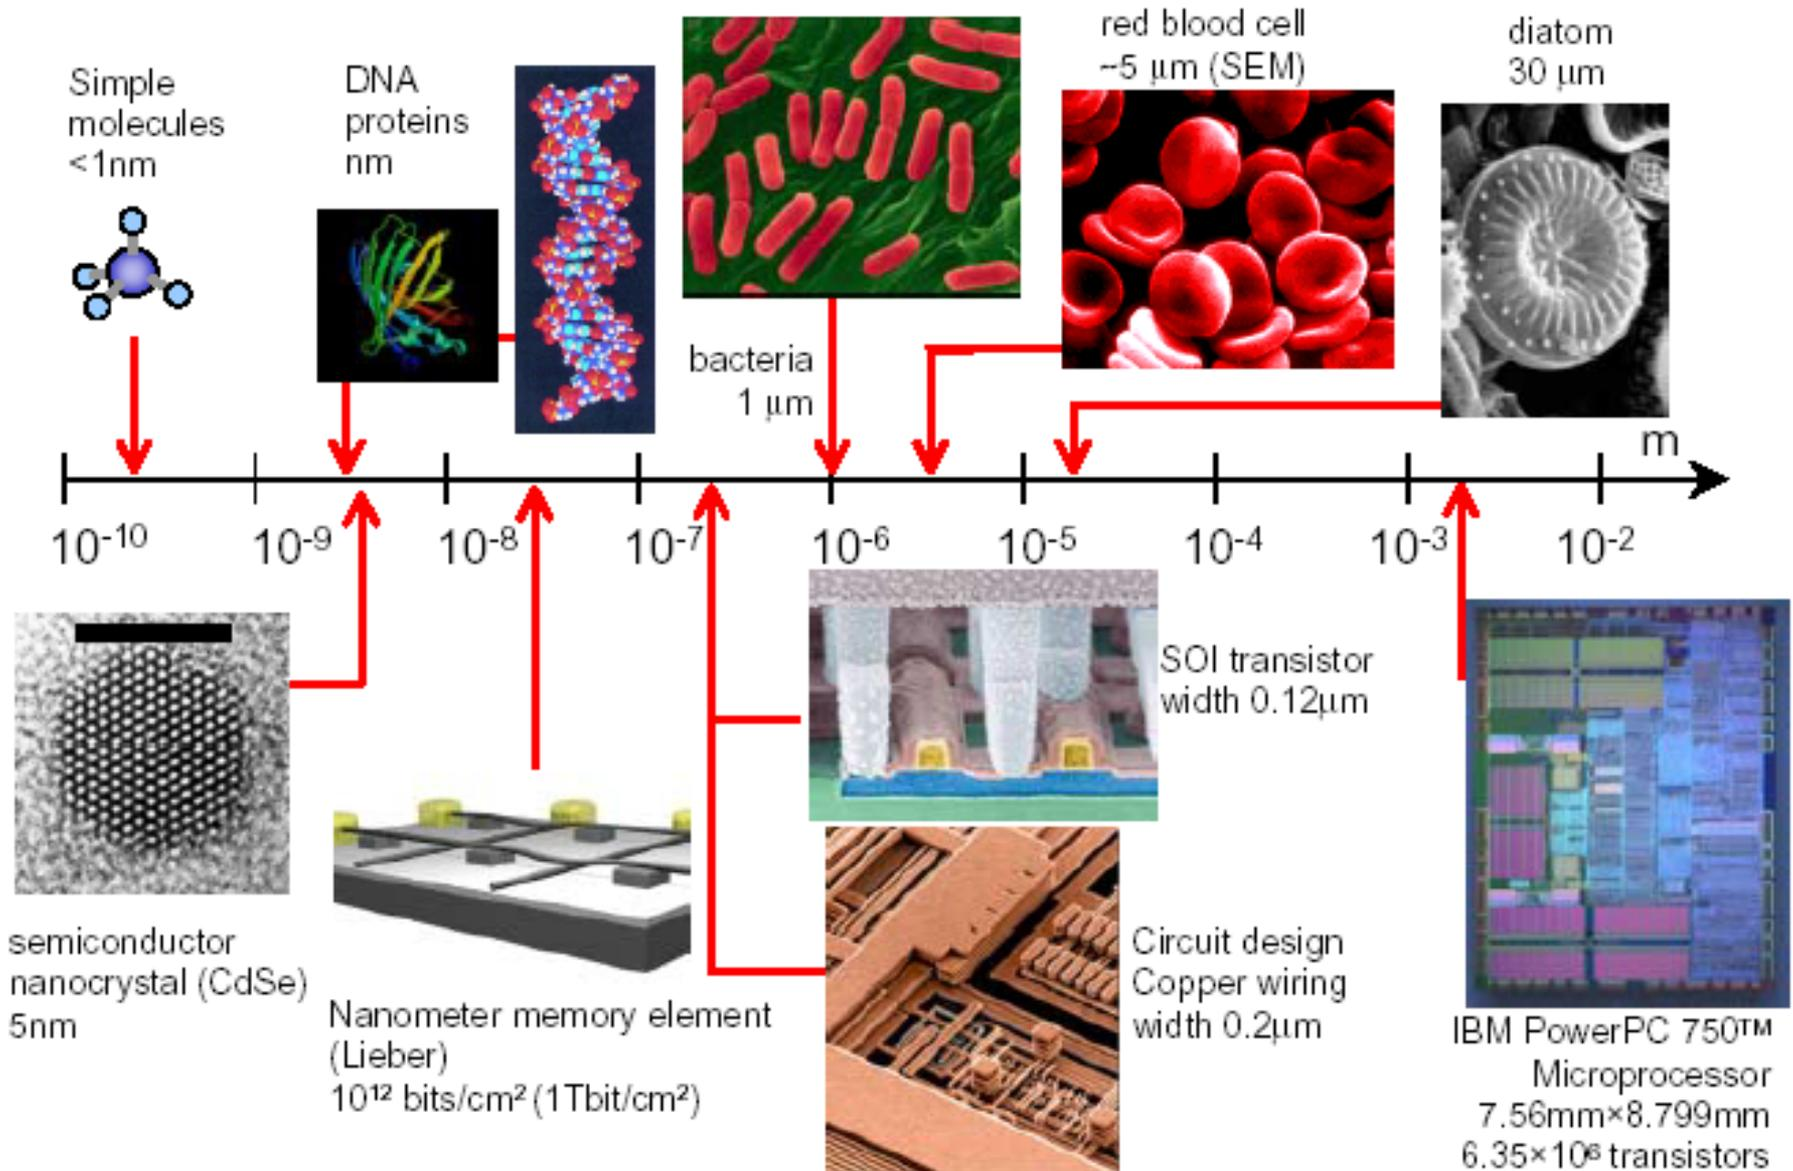 Simple
molecules
<1nm
DNA
proteins
nm
bacteria
1 μm
red blood cell
~5 μm (SEM)
diatom
30 μm
m
10⁻¹⁰
10⁻⁹
10⁻⁸
10⁻⁷
10⁻⁶
10⁻⁵
10⁻⁴
10⁻³
10⁻²
semiconductor
nanocrystal (CdSe)
5nm
Nanometer memory element
(Lieber)
10¹² bits/cm² (1Tbit/cm²)
SOI transistor
width 0.12μm
Circuit design
Copper wiring
width 0.2μm
IBM PowerPC 750™
Microprocessor
7.56mm×8.799mm
6.35×10⁶ transistors